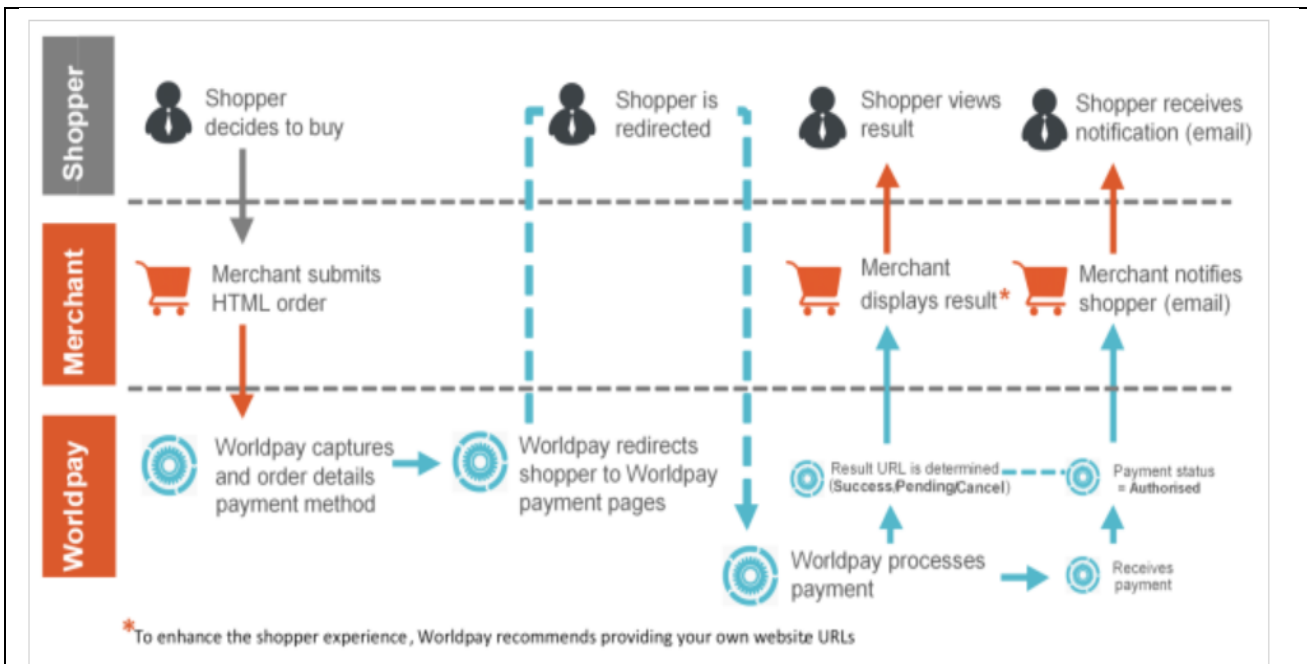 Shopper
Shopper
decides to buy
Shopper is
redirected
Shopper views
result
Shopper receives
notification (email)
Merchant
Merchant submits
HTML order
Merchant
displays result*
Merchant notifies
shopper (email)
Worldpay
Worldpay captures
and order details
payment method
Worldpay redirects
shopper to Worldpay
payment pages
Result URL is determined
(Success/Pending/Cancel)
Payment status
= Authorised
Worldpay processes
payment
Receives
payment
*To enhance the shopper experience, Worldpay recommends providing your own website URLs